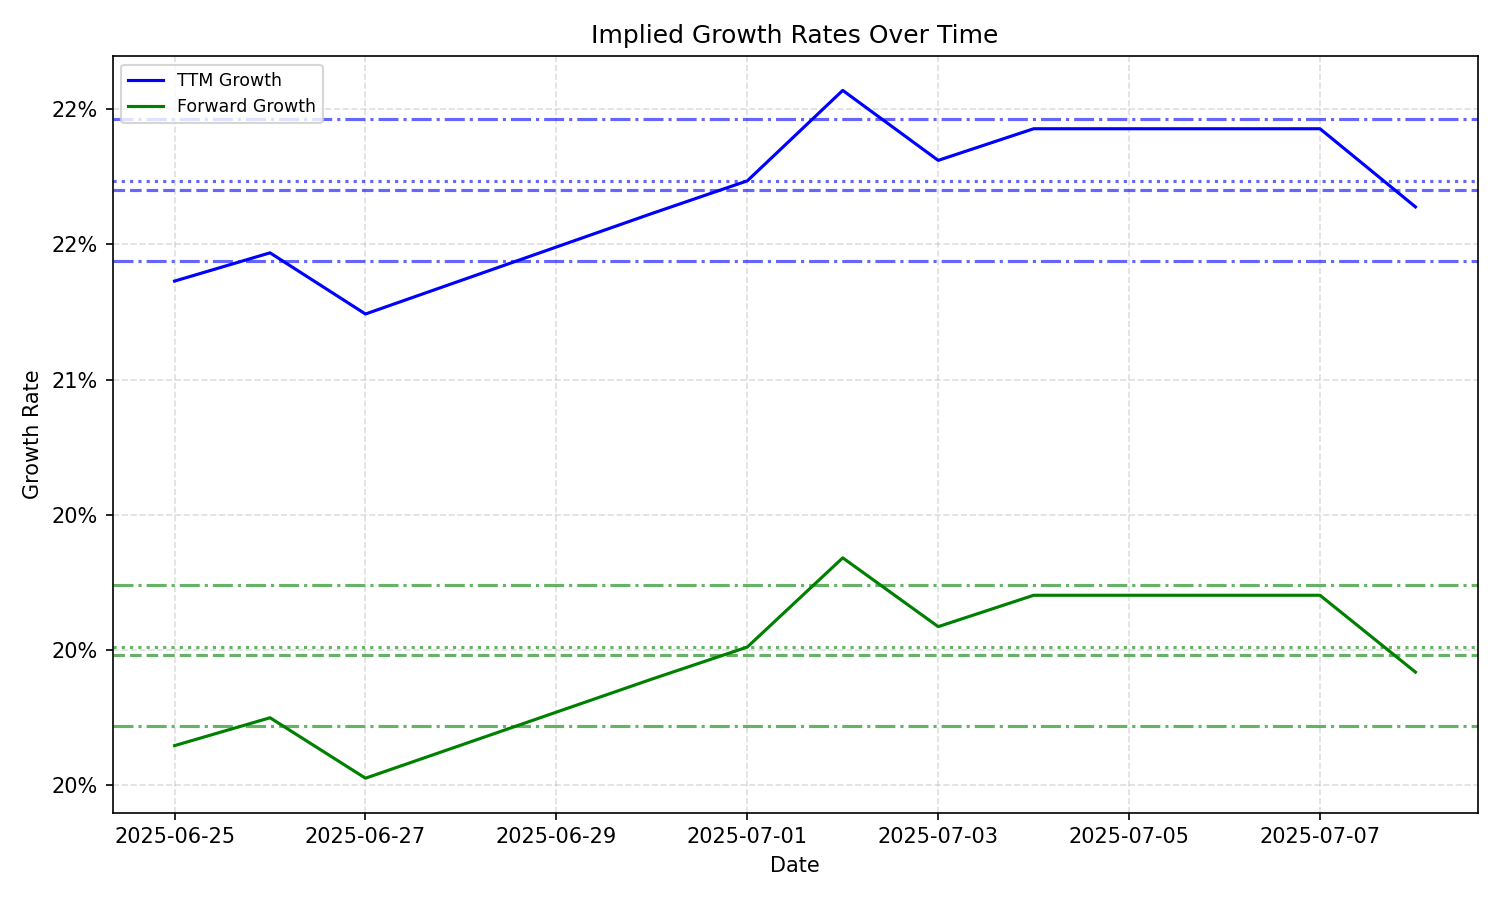 Implied Growth Rates Over Time
TTM Growth
Forward Growth
22%
22%
21%
20%
20%
20%
Growth Rate
2025-06-25
2025-06-27
2025-06-29
2025-07-01
2025-07-03
2025-07-05
2025-07-07
Date